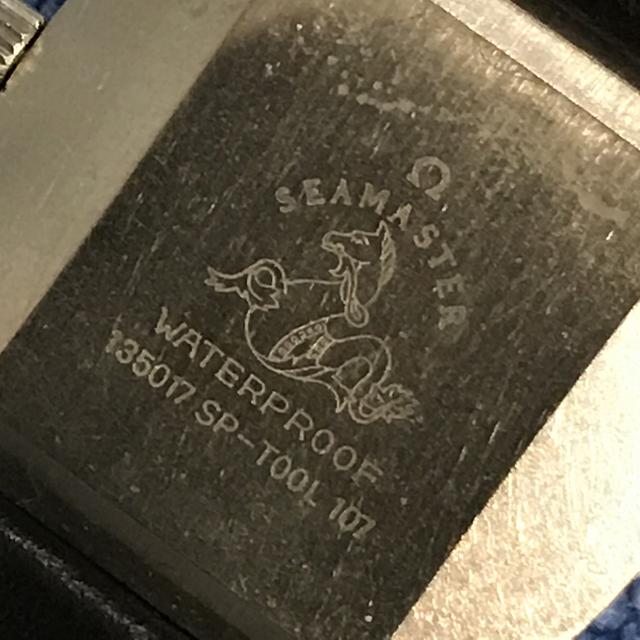 Ω
SEAMASTER
WATERPROOF
135017 SP-TOOL 107